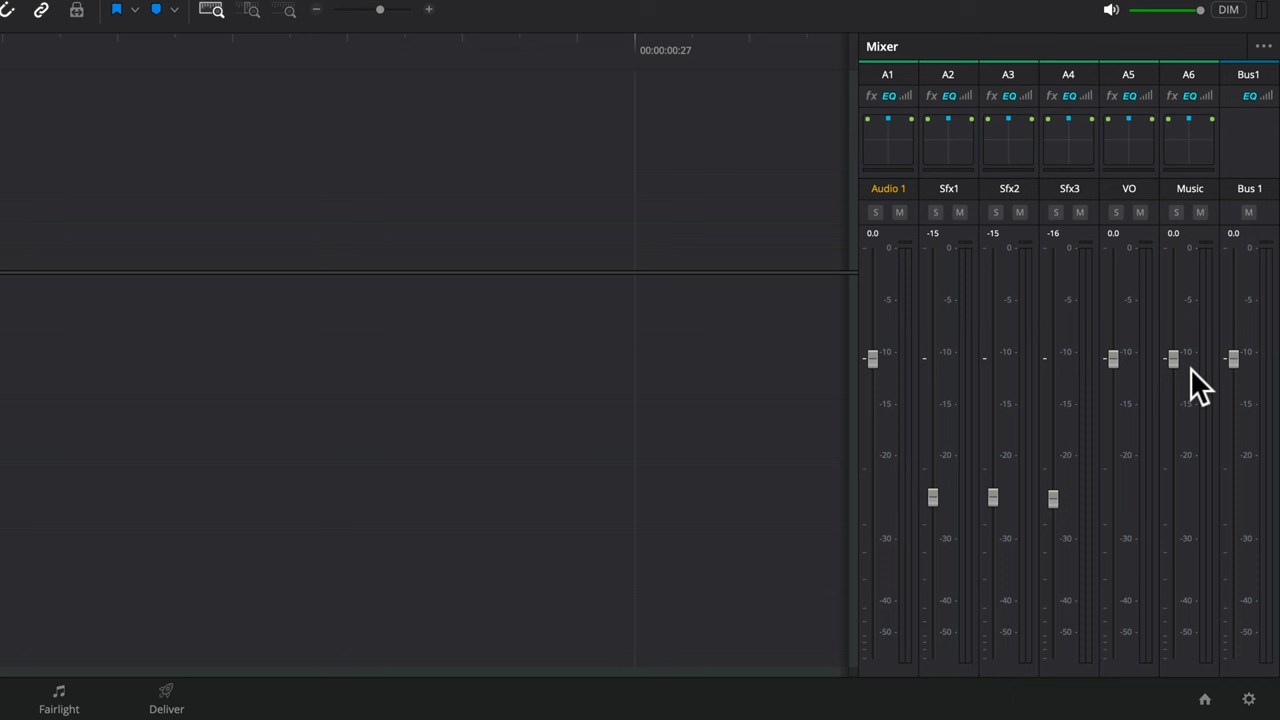 DIM
00:00:00:27
Mixer
A1 A2 A3 A4 A5 A6 Bus1
fx EQ fx EQ fx EQ fx EQ fx EQ fx EQ EQ
Audio 1 Sfx1 Sfx2 Sfx3 VO Music Bus 1
S M S M S M S M S M S M M
0.0 -15 -15 -16 0.0 0.0 0.0
0 0 0 0 0 0 0
-5 -5 -5 -5 -5 -5 -5
-10 -10 -10 -10 -10 -10 -10
-15 -15 -15 -15 -15 -15 -15
-20 -20 -20 -20 -20 -20 -20
-30 -30 -30 -30 -30 -30 -30
-40 -40 -40 -40 -40 -40 -40
-50 -50 -50 -50 -50 -50 -50
Fairlight Deliver